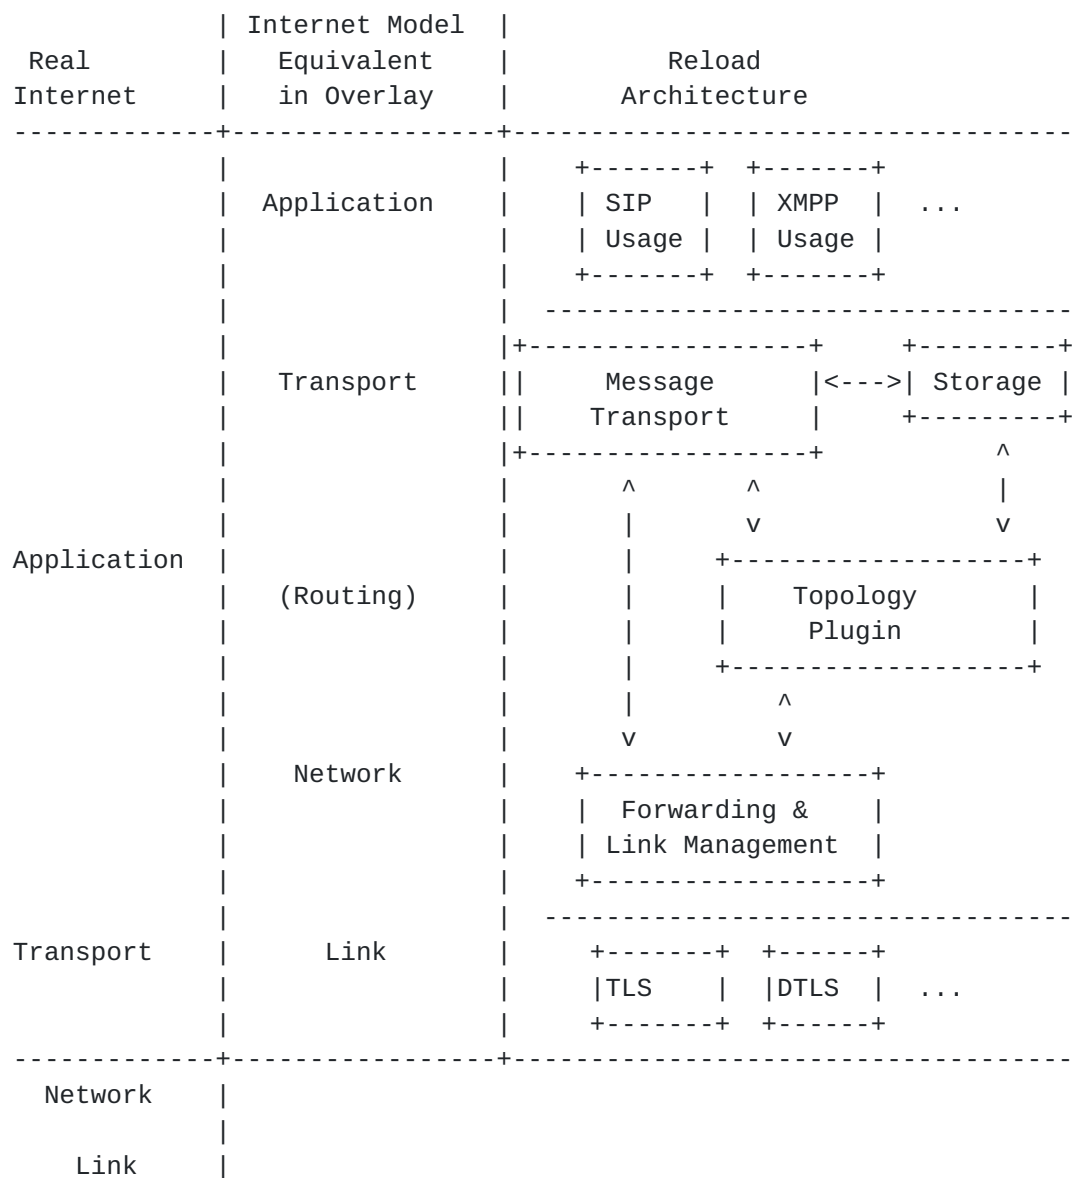 | Internet Model  |
 Real         |   Equivalent    |          Reload
Internet      |   in Overlay    |       Architecture
-------------+-----------------+------------------------------------
              |                 |    +-------+  +-------+
              |  Application    |    | SIP   |  | XMPP  |  ...
              |                 |    | Usage |  | Usage |
              |                 |    +-------+  +-------+
              |                 |  ----------------------------------
              |                 |+------------------+     +---------+
              |   Transport     ||     Message      |<--->| Storage |
              |                 ||    Transport     |     +---------+
              |                 |+------------------+           ^
              |                 |       ^       ^               |
              |                 |       |       v               v
Application   |                 |       |     +-------------------+
              |   (Routing)     |       |     |    Topology       |
              |                 |       |     |     Plugin        |
              |                 |       |     +-------------------+
              |                 |       |         ^
              |                 |       v         v
              |    Network      |    +------------------+
              |                 |    |  Forwarding &    |
              |                 |    | Link Management  |
              |                 |    +------------------+
              |                 |  ----------------------------------
Transport     |      Link       |     +-------+  +------+
              |                 |     |TLS    |  |DTLS  |  ...
              |                 |     +-------+  +------+
-------------+-----------------+------------------------------------
  Network     |
              |
    Link      |